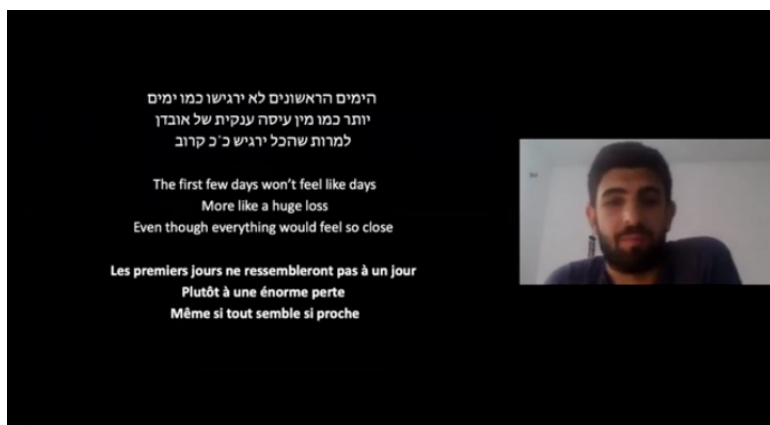 הימים הראשונים לא ירגישו כמו ימים
יותר כמו מין עיסה ענקית של אובדן
למרות שהכל ירגיש כ"כ קרוב
The first few days won't feel like days
More like a huge loss
Even though everything would feel so close
Les premiers jours ne ressembleront pas à un jour
Plutôt à une énorme perte
Même si tout semble si proche